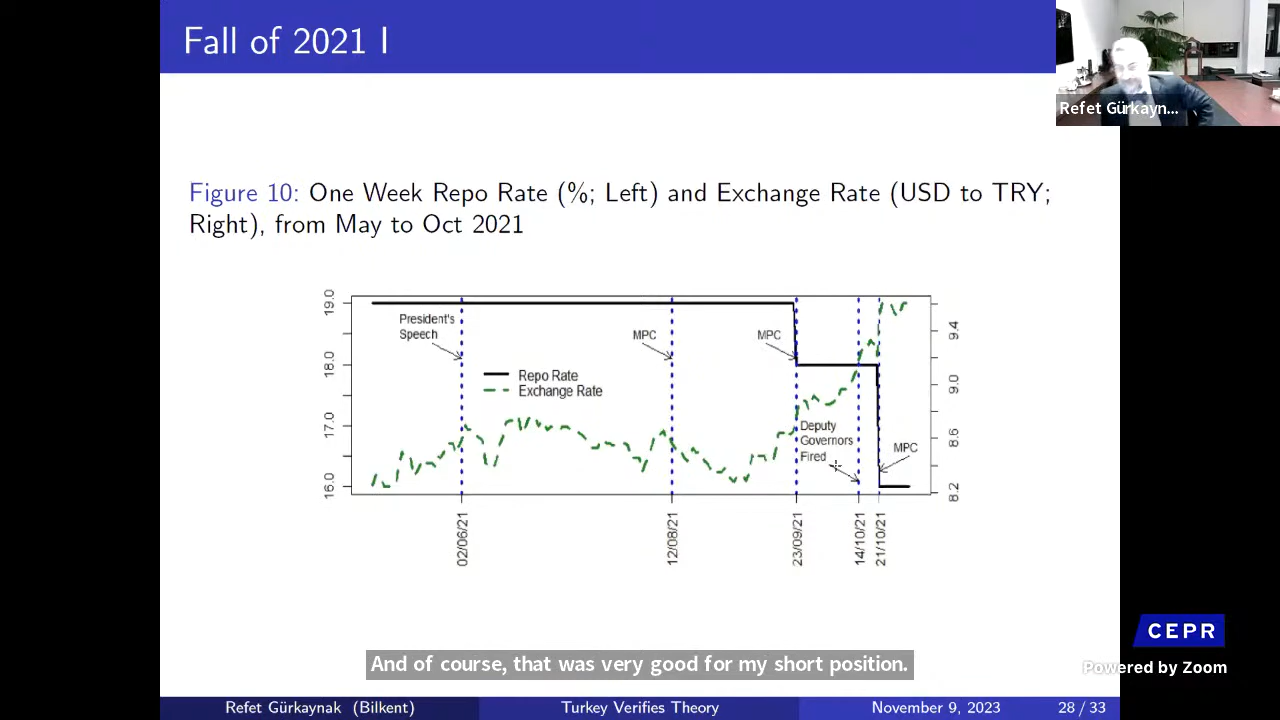 Fall of 2021 I
Refet Gürkayn...
Figure 10: One Week Repo Rate (%; Left) and Exchange Rate (USD to TRY;
Right), from May to Oct 2021
19.0
18.0
17.0
16.0
President's
Speech
MPC
MPC
Repo Rate
Exchange Rate
Deputy
Governors
Fired
MPC
9.4
9.0
8.6
8.2
02/06/21
12/08/21
23/09/21
14/10/21
21/10/21
CEPR
And of course, that was very good for my short position.
Powered by Zoom
Refet Gürkaynak (Bilkent)
Turkey Verifies Theory
November 9, 2023
28 / 33